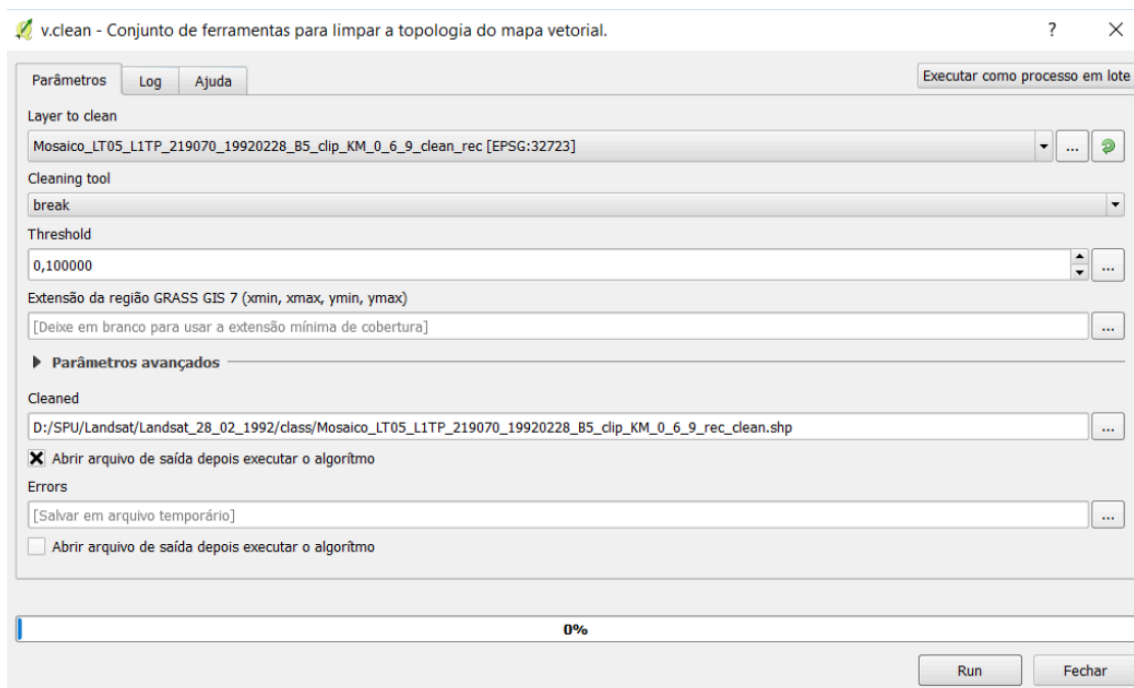 v.clean - Conjunto de ferramentas para limpar a topologia do mapa vetorial.
Parâmetros Log Ajuda Executar como processo em lote
Layer to clean
Mosaico_LT05_L1TP_219070_19920228_B5_clip_KM_0_6_9_clean_rec [EPSG:32723]
...
Cleaning tool
break
Threshold
0,100000
...
Extensão da região GRASS GIS 7 (xmin, xmax, ymin, ymax)
[Deixe em branco para usar a extensão mínima de cobertura]
...
Parâmetros avançados
Cleaned
D:/SPU/Landsat/Landsat_28_02_1992/class/Mosaico_LT05_L1TP_219070_19920228_B5_clip_KM_0_6_9_rec_clean.shp
...
Abrir arquivo de saída depois executar o algorítmo
Errors
[Salvar em arquivo temporário]
...
Abrir arquivo de saída depois executar o algorítmo
0%
Run Fechar